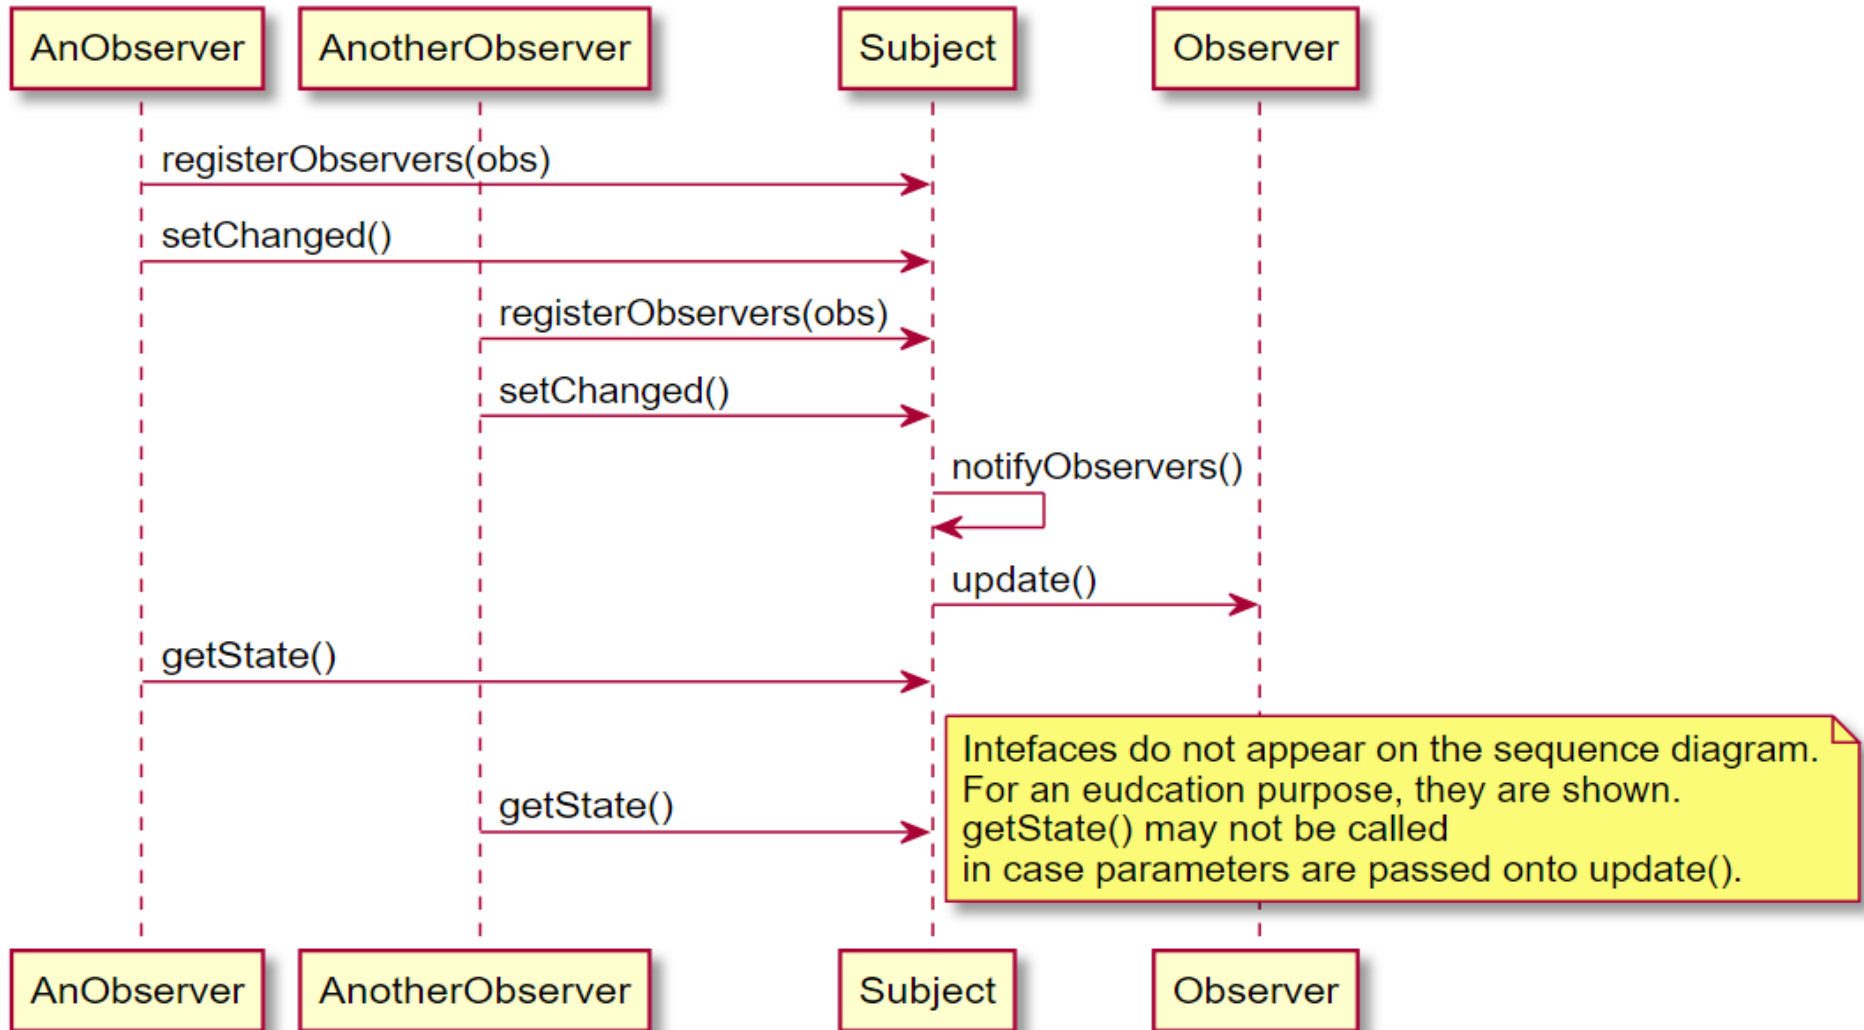 AnObserver AnotherObserver Subject Observer
registerObservers(obs)
setChanged()
registerObservers(obs)
setChanged()
notifyObservers()
update()
getState()
Intefaces do not appear on the sequence diagram.
For an eudcation purpose, they are shown.
getState() may not be called
in case parameters are passed onto update().
getState()
AnObserver AnotherObserver Subject Observer